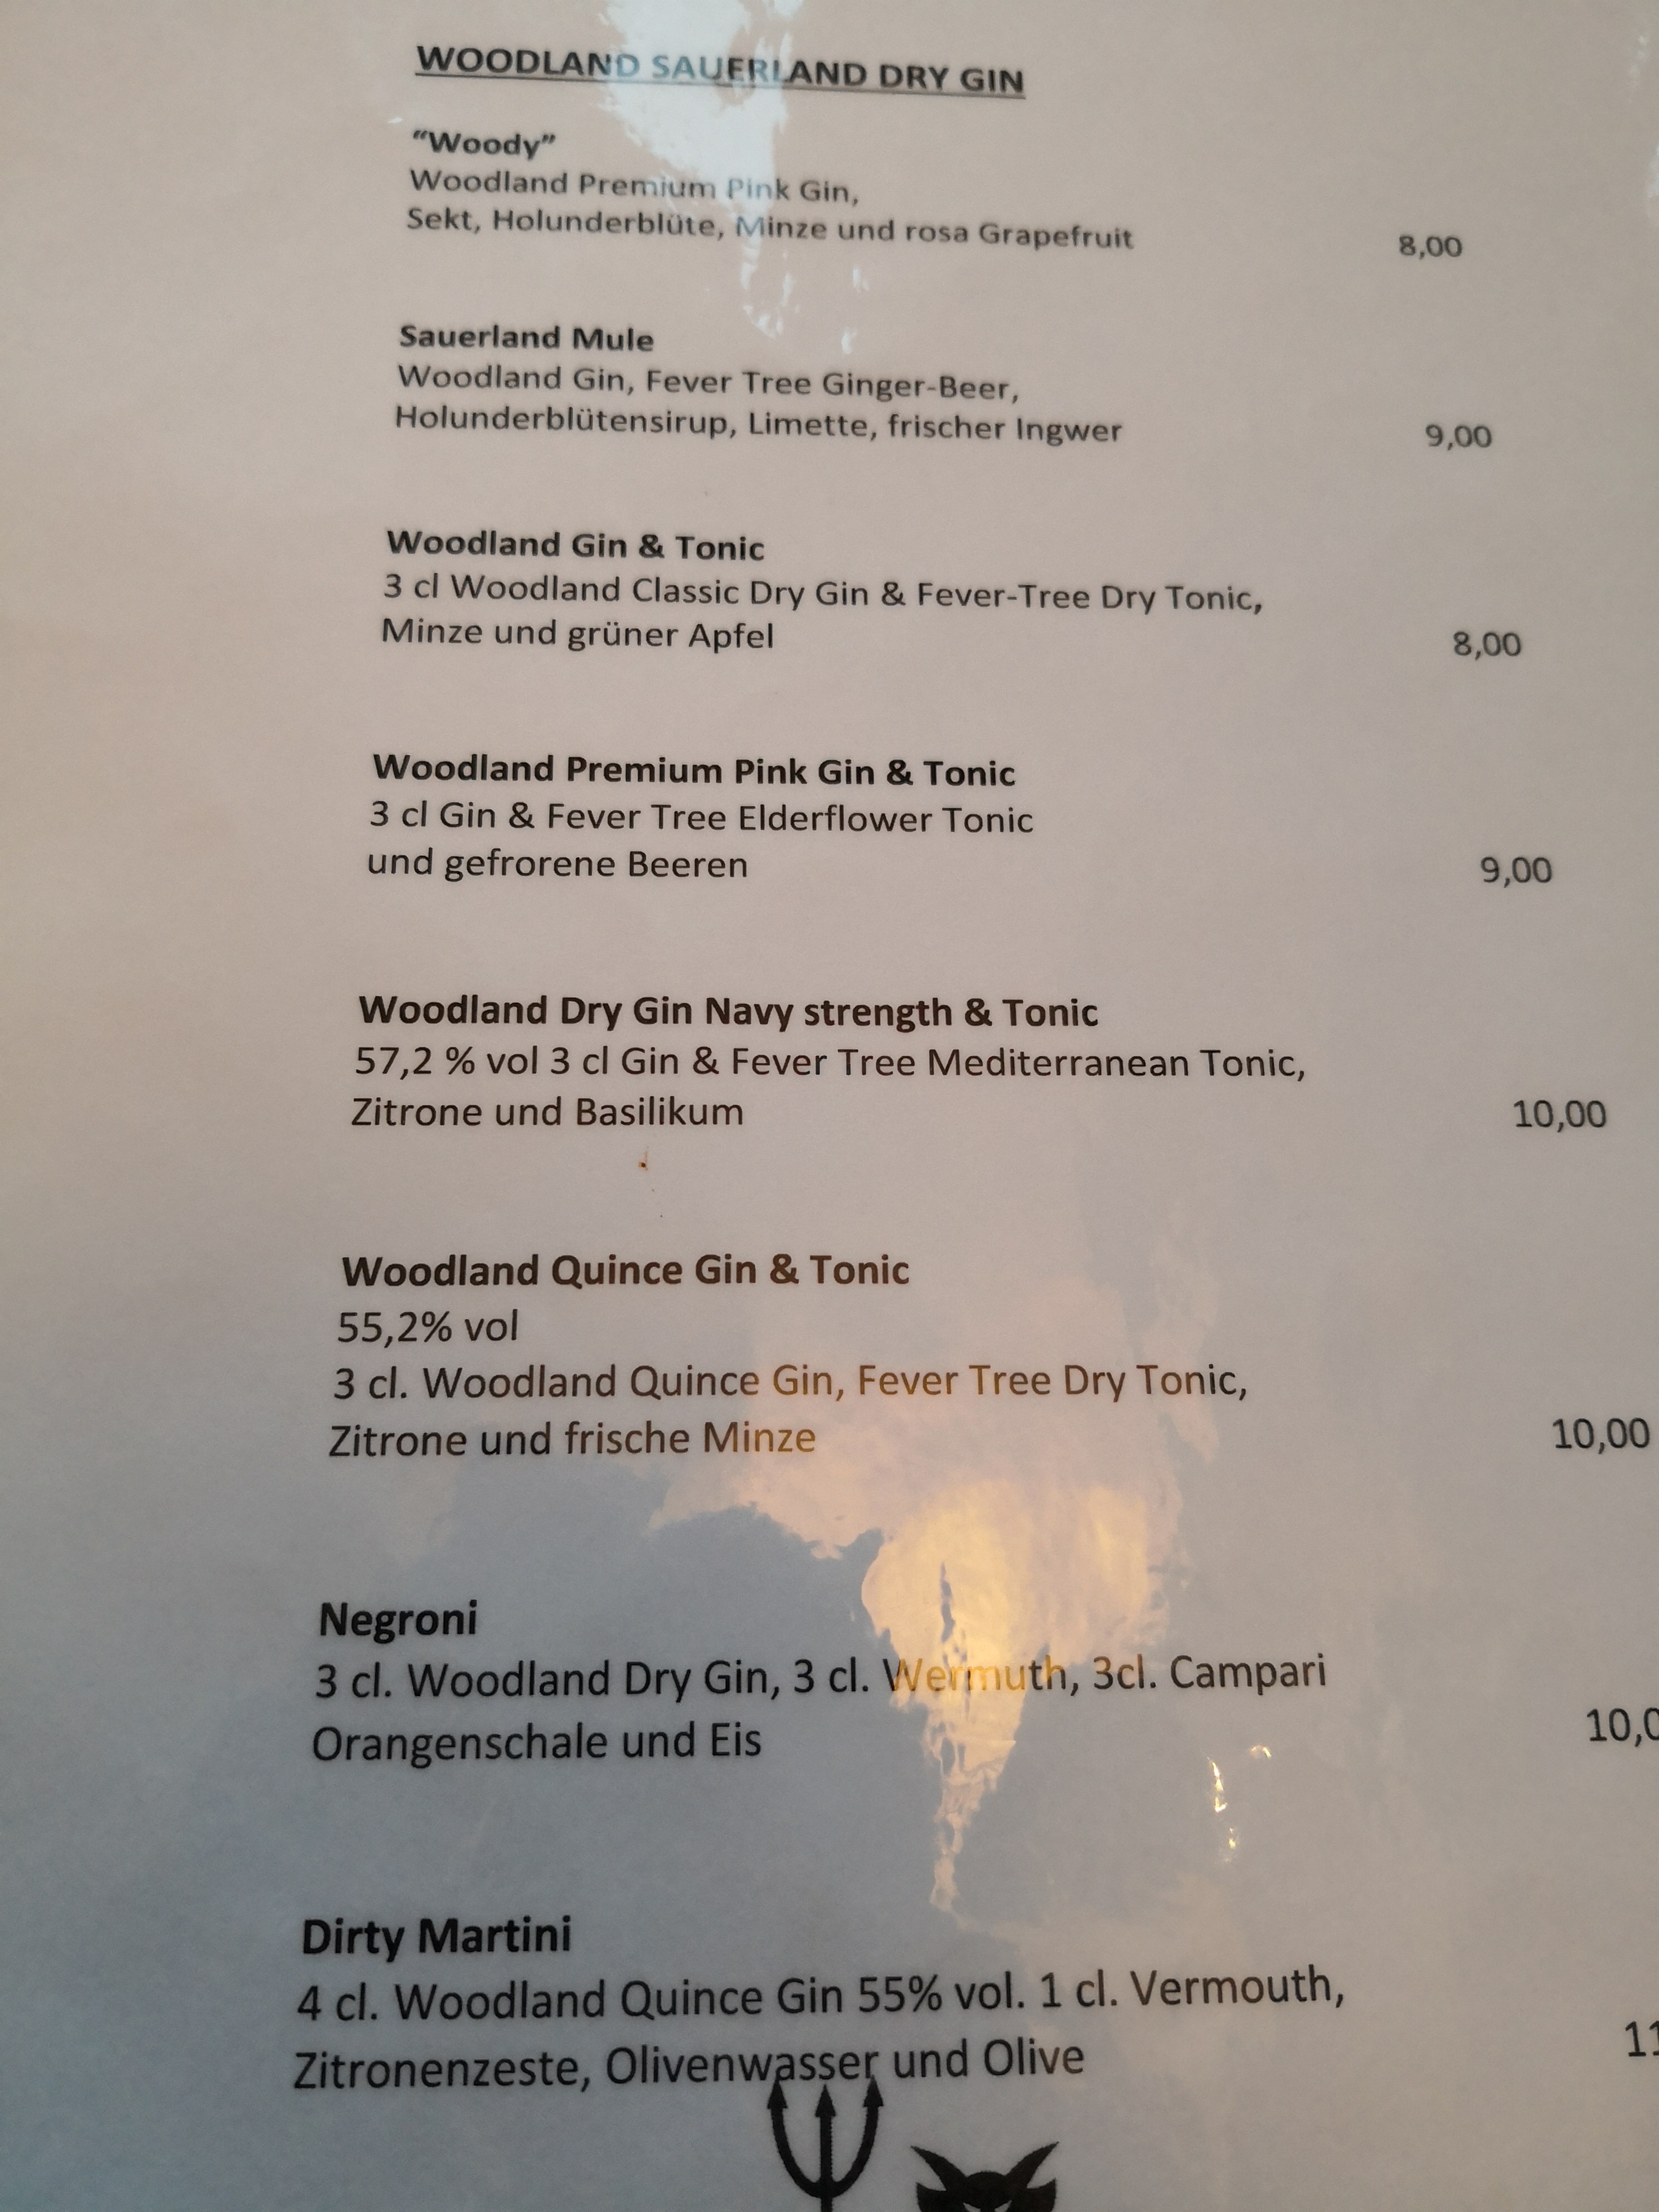 WOODLAND SAUERLAND DRY GIN
“Woody”
Woodland Premium Pink Gin,
Sekt, Holunderblüte, Minze und rosa Grapefruit 8,00
Sauerland Mule
Woodland Gin, Fever Tree Ginger-Beer,
Holunderblütensirup, Limette, frischer Ingwer 9,00
Woodland Gin & Tonic
3 cl Woodland Classic Dry Gin & Fever-Tree Dry Tonic,
Minze und grüner Apfel 8,00
Woodland Premium Pink Gin & Tonic
3 cl Gin & Fever Tree Elderflower Tonic
und gefrorene Beeren 9,00
Woodland Dry Gin Navy strength & Tonic
57,2 % vol 3 cl Gin & Fever Tree Mediterranean Tonic,
Zitrone und Basilikum 10,00
Woodland Quince Gin & Tonic
55,2% vol
3 cl. Woodland Quince Gin, Fever Tree Dry Tonic,
Zitrone und frische Minze 10,00
Negroni
3 cl. Woodland Dry Gin, 3 cl. Wermuth, 3cl. Campari
Orangenschale und Eis 10,0
Dirty Martini
4 cl. Woodland Quince Gin 55% vol. 1 cl. Vermouth,
Zitronenzeste, Olivenwasser und Olive 11